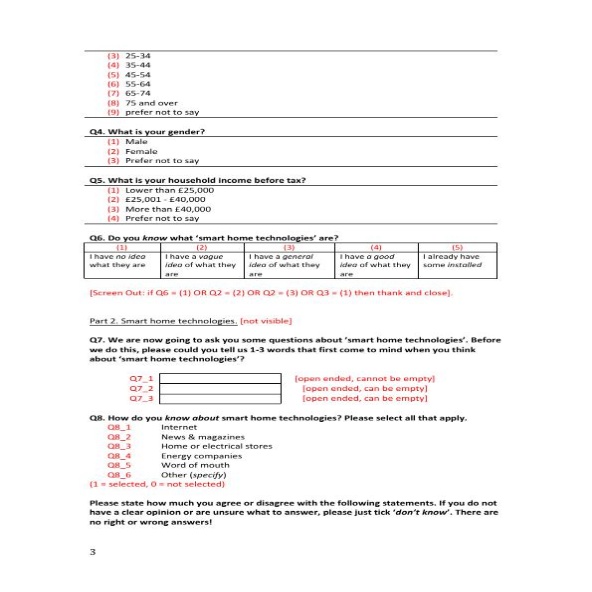 (3) 25-34
(4) 35-44
(5) 45-54
(6) 55-64
(7) 65-74
(8) 75 and over
(9) prefer not to say
Q4. What is your gender?
(1) Male
(2) Female
(3) Prefer not to say
Q5. What is your household income before tax?
(1) Lower than £25,000
(2) £25,001 - £40,000
(3) More than £40,000
(4) Prefer not to say
Q6. Do you know what ‘smart home technologies’ are?
(1) (2) (3) (4) (5)
I have no idea I have a vague I have a general I have a good I already have
what they are idea of what they idea of what they idea of what they some installed
are are are
[Screen Out: if Q6 = (1) OR Q2 = (2) OR Q2 = (3) OR Q3 = (1) then thank and close].
Part 2. Smart home technologies. [not visible]
Q7. We are now going to ask you some questions about ‘smart home technologies’. Before
we do this, please could you tell us 1-3 words that first come to mind when you think
about ‘smart home technologies’?
Q7_1 [open ended, cannot be empty]
Q7_2 [open ended, can be empty]
Q7_3 [open ended, can be empty]
Q8. How do you know about smart home technologies? Please select all that apply.
Q8_1 Internet
Q8_2 News & magazines
Q8_3 Home or electrical stores
Q8_4 Energy companies
Q8_5 Word of mouth
Q8_6 Other (specify)
(1 = selected, 0 = not selected)
Please state how much you agree or disagree with the following statements. If you do not
have a clear opinion or are unsure what to answer, please just tick ‘don’t know’. There are
no right or wrong answers!
3